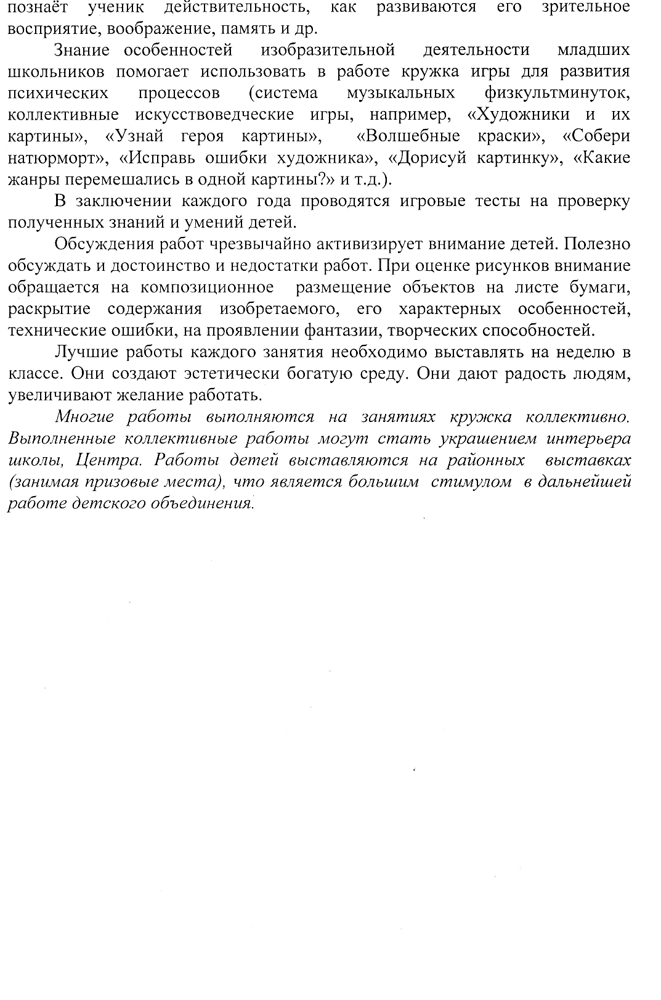 познаёт ученик действительность, как развиваются его зрительное
восприятие, воображение, память и др.
Знание особенностей изобразительной деятельности младших
школьников помогает использовать в работе кружка игры для развития
психических процессов (система музыкальных физкультминуток,
коллективные искусствоведческие игры, например, «Художники и их
картины», «Узнай героя картины», «Волшебные краски», «Собери
натюрморт», «Исправь ошибки художника», «Дорисуй картинку», «Какие
жанры перемешались в одной картины?» и т.д.).
В заключении каждого года проводятся игровые тесты на проверку
полученных знаний и умений детей.
Обсуждения работ чрезвычайно активизирует внимание детей. Полезно
обсуждать и достоинство и недостатки работ. При оценке рисунков внимание
обращается на композиционное размещение объектов на листе бумаги,
раскрытие содержания изобретаемого, его характерных особенностей,
технические ошибки, на проявлении фантазии, творческих способностей.
Лучшие работы каждого занятия необходимо выставлять на неделю в
классе. Они создают эстетически богатую среду. Они дают радость людям,
увеличивают желание работать.
Многие работы выполняются на занятиях кружка коллективно.
Выполненные коллективные работы могут стать украшением интерьера
школы, Центра. Работы детей выставляются на районных выставках
(занимая призовые места), что является большим стимулом в дальнейшей
работе детского объединения.